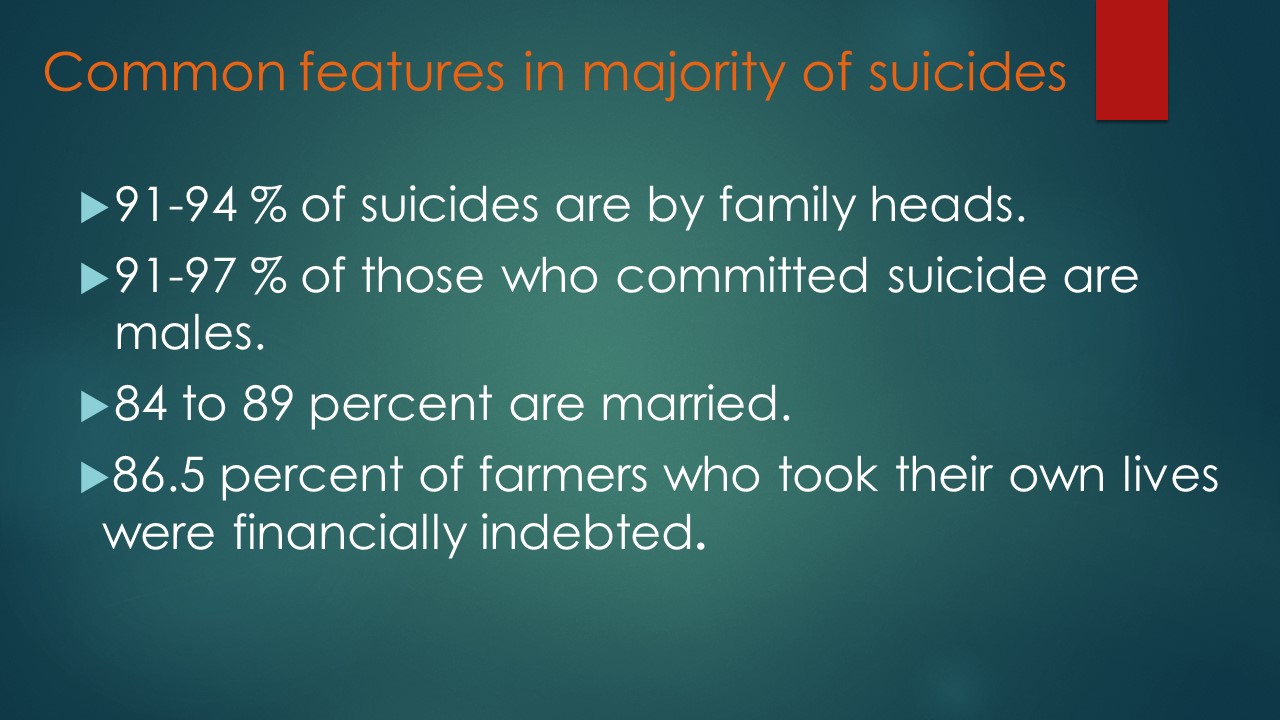 Common features in majority of suicides
91-94 % of suicides are by family heads.
91-97 % of those who committed suicide are
males.
84 to 89 percent are married.
86.5 percent of farmers who took their own lives
were financially indebted.